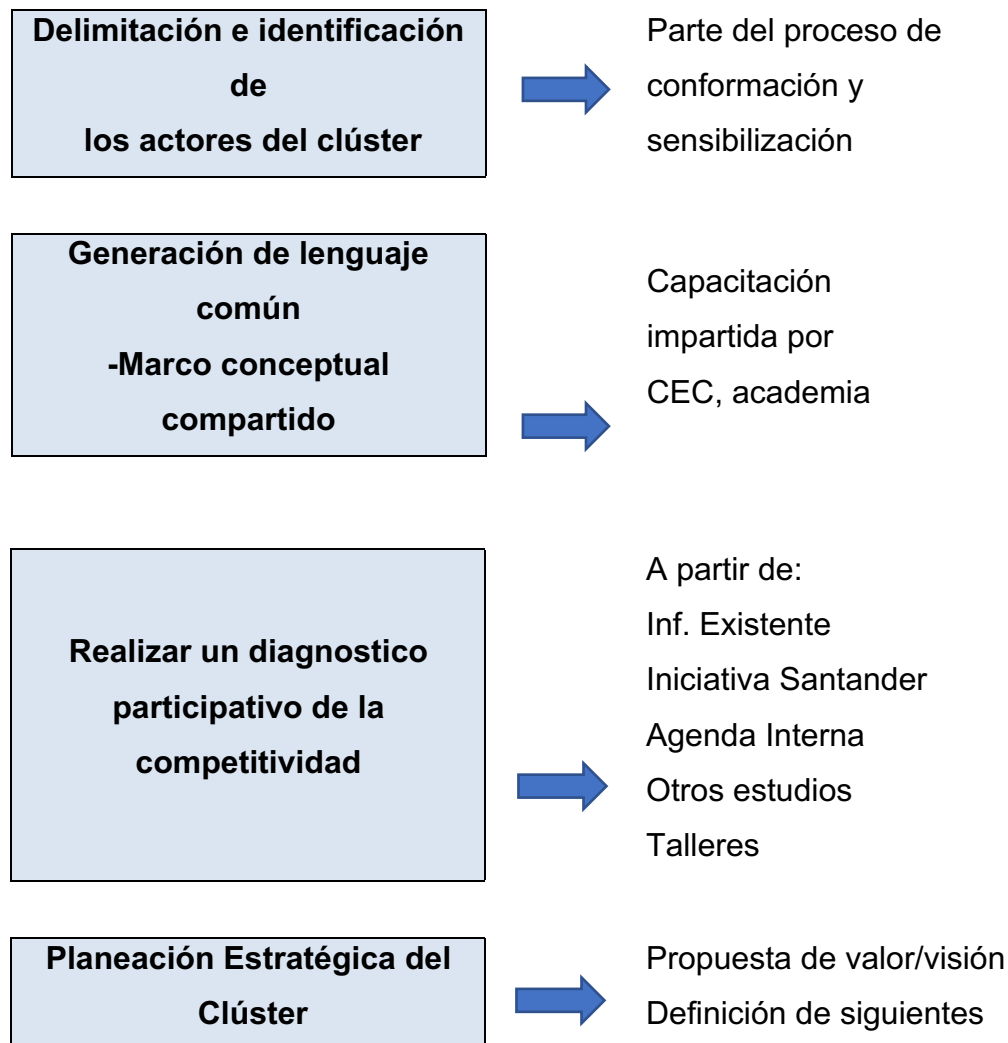 Delimitación e identificación
de
los actores del clúster
Parte del proceso de
conformación y
sensibilización
Generación de lenguaje
común
-Marco conceptual
compartido
Capacitación
impartida por
CEC, academia
Realizar un diagnostico
participativo de la
competitividad
A partir de:
Inf. Existente
Iniciativa Santander
Agenda Interna
Otros estudios
Talleres
Planeación Estratégica del
Clúster
Propuesta de valor/visión
Definición de siguientes